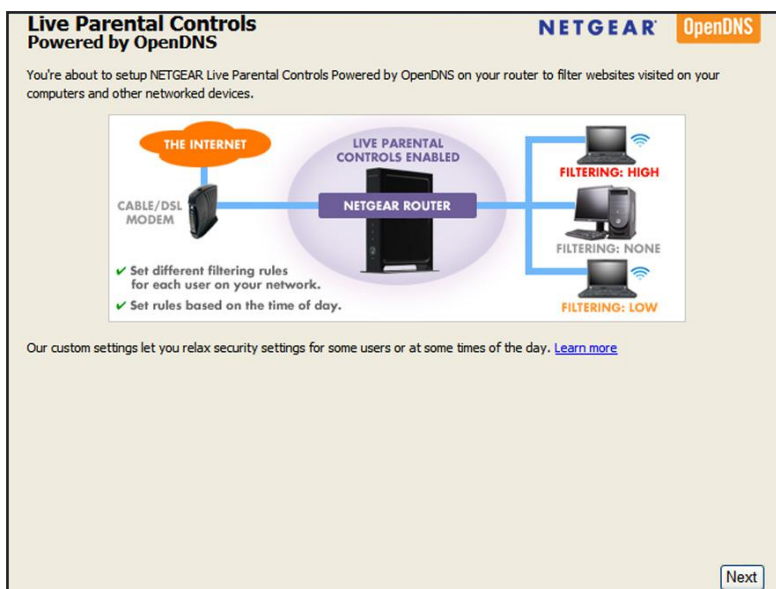 Live Parental Controls
Powered by OpenDNS
NETGEAR
OpenDNS
You're about to setup NETGEAR Live Parental Controls Powered by OpenDNS on your router to filter websites visited on your
computers and other networked devices.
THE INTERNET
LIVE PARENTAL
CONTROLS ENABLED
CABLE/DSL
MODEM
NETGEAR ROUTER
FILTERING: HIGH
FILTERING: NONE
FILTERING: LOW
✔ Set different filtering rules
for each user on your network.
✔ Set rules based on the time of day.
Our custom settings let you relax security settings for some users or at some times of the day. Learn more
Next